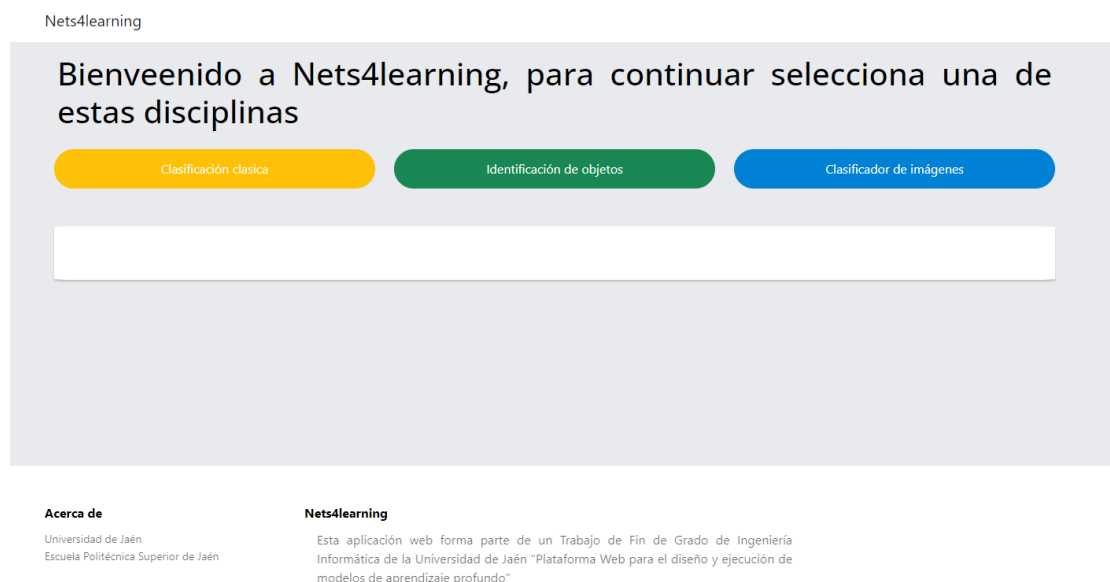 Nets4learning
Bienveenido a Nets4learning, para continuar selecciona una de
estas disciplinas
Clasificación clasica
Identificación de objetos
Clasificador de imágenes
Acerca de
Universidad de Jaén
Escuela Politécnica Superior de Jaén
Nets4learning
Esta aplicación web forma parte de un Trabajo de Fin de Grado de Ingeniería
Informática de la Universidad de Jaén "Plataforma Web para el diseño y ejecución de
modelos de aprendizaje profundo"